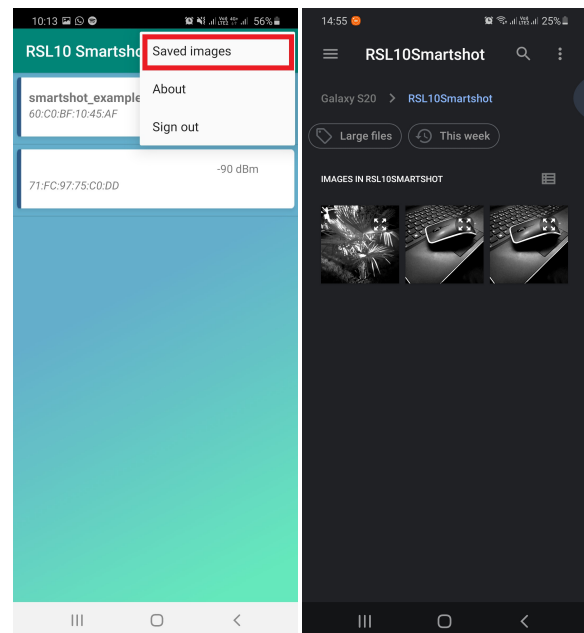 10:13 56%
RSL10 Smartsho
Saved images
About
Sign out
smartshot_example
60:C0:BF:10:45:AF
-90 dBm
71:FC:97:75:C0:DD
14:55 25%
RSL10Smartshot
Galaxy S20 > RSL10Smartshot
Large files This week
IMAGES IN RSL10SMARTSHOT